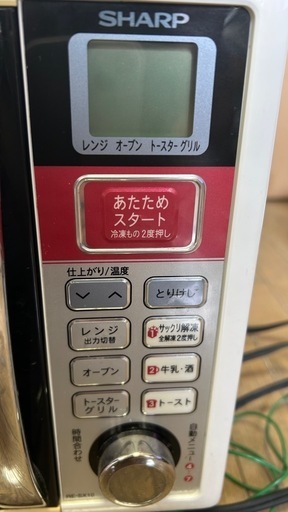 SHARP
レンジ オーブン トースター グリル
あたため
スタート
冷凍もの2度押し
仕上がり/温度
とりけし
レンジ
出力切替
1 サックリ解凍
全解凍2度押し
オーブン
2 牛乳・酒
トースター
グリル
3 トースト
時間合わせ
自動メニュー 4〜7